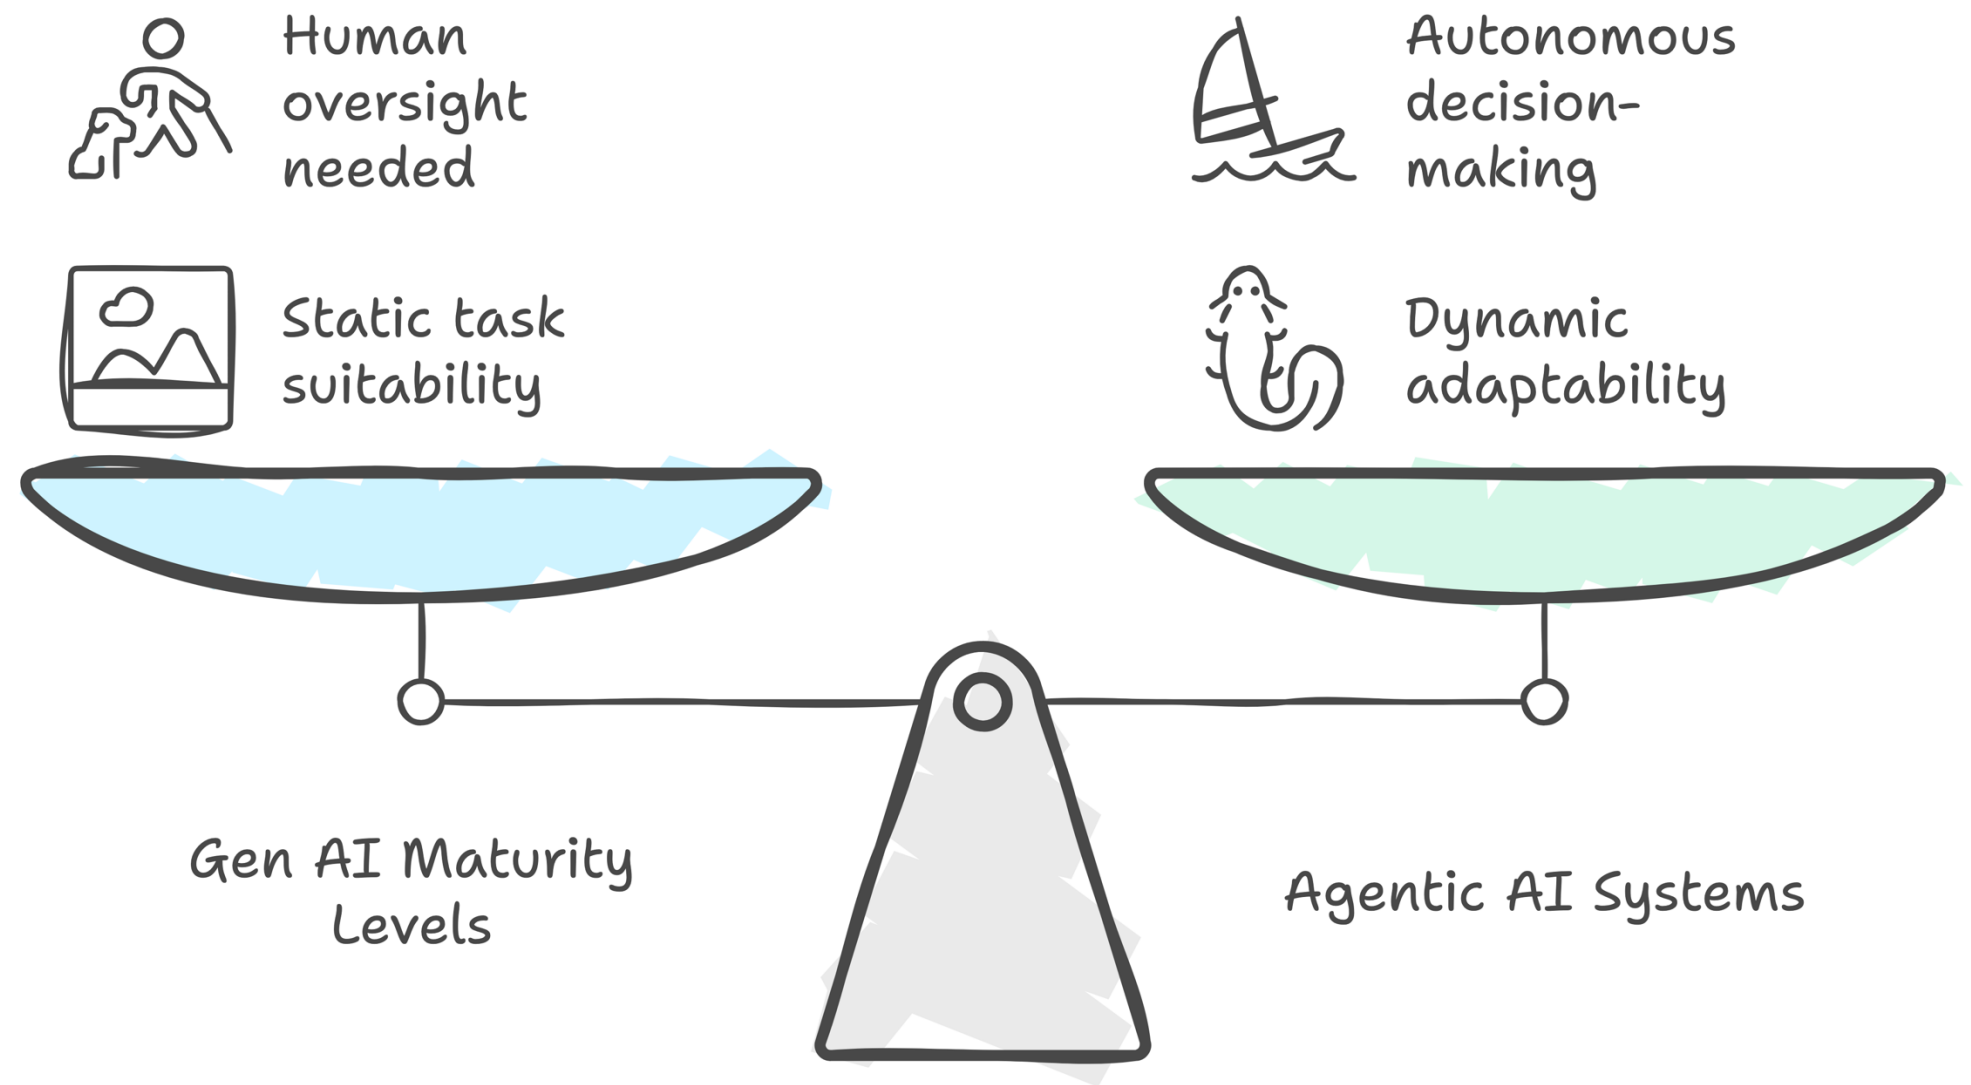 Human
oversight
needed
Static task
suitability
Autonomous
decision-
making
Dynamic
adaptability
Gen AI Maturity
Levels
Agentic AI Systems